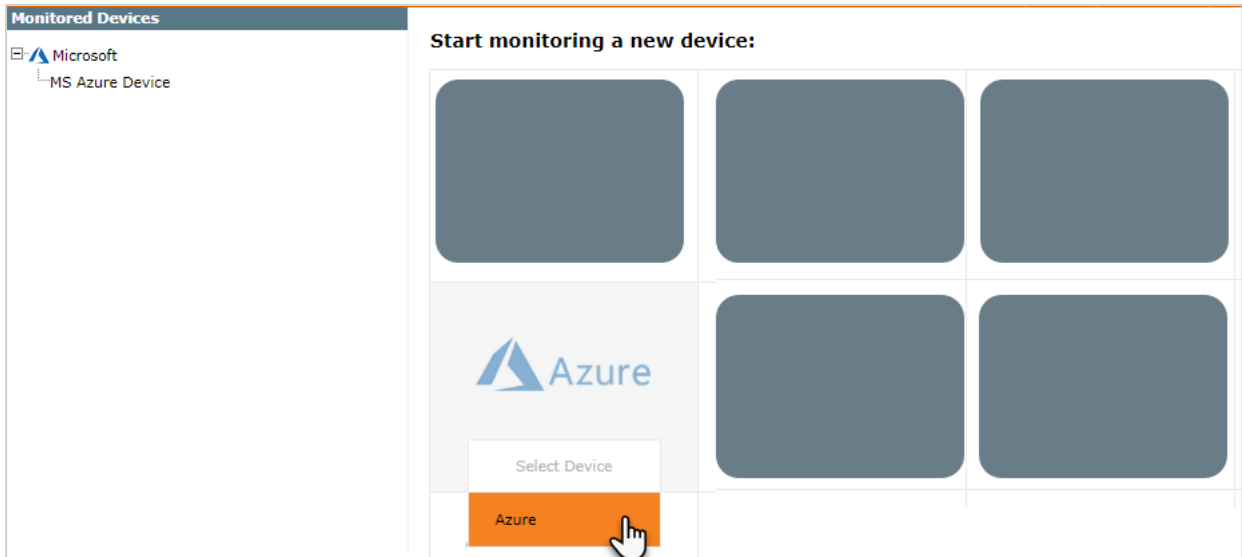 Monitored Devices
Microsoft
MS Azure Device
Start monitoring a new device:
Azure
Select Device
Azure